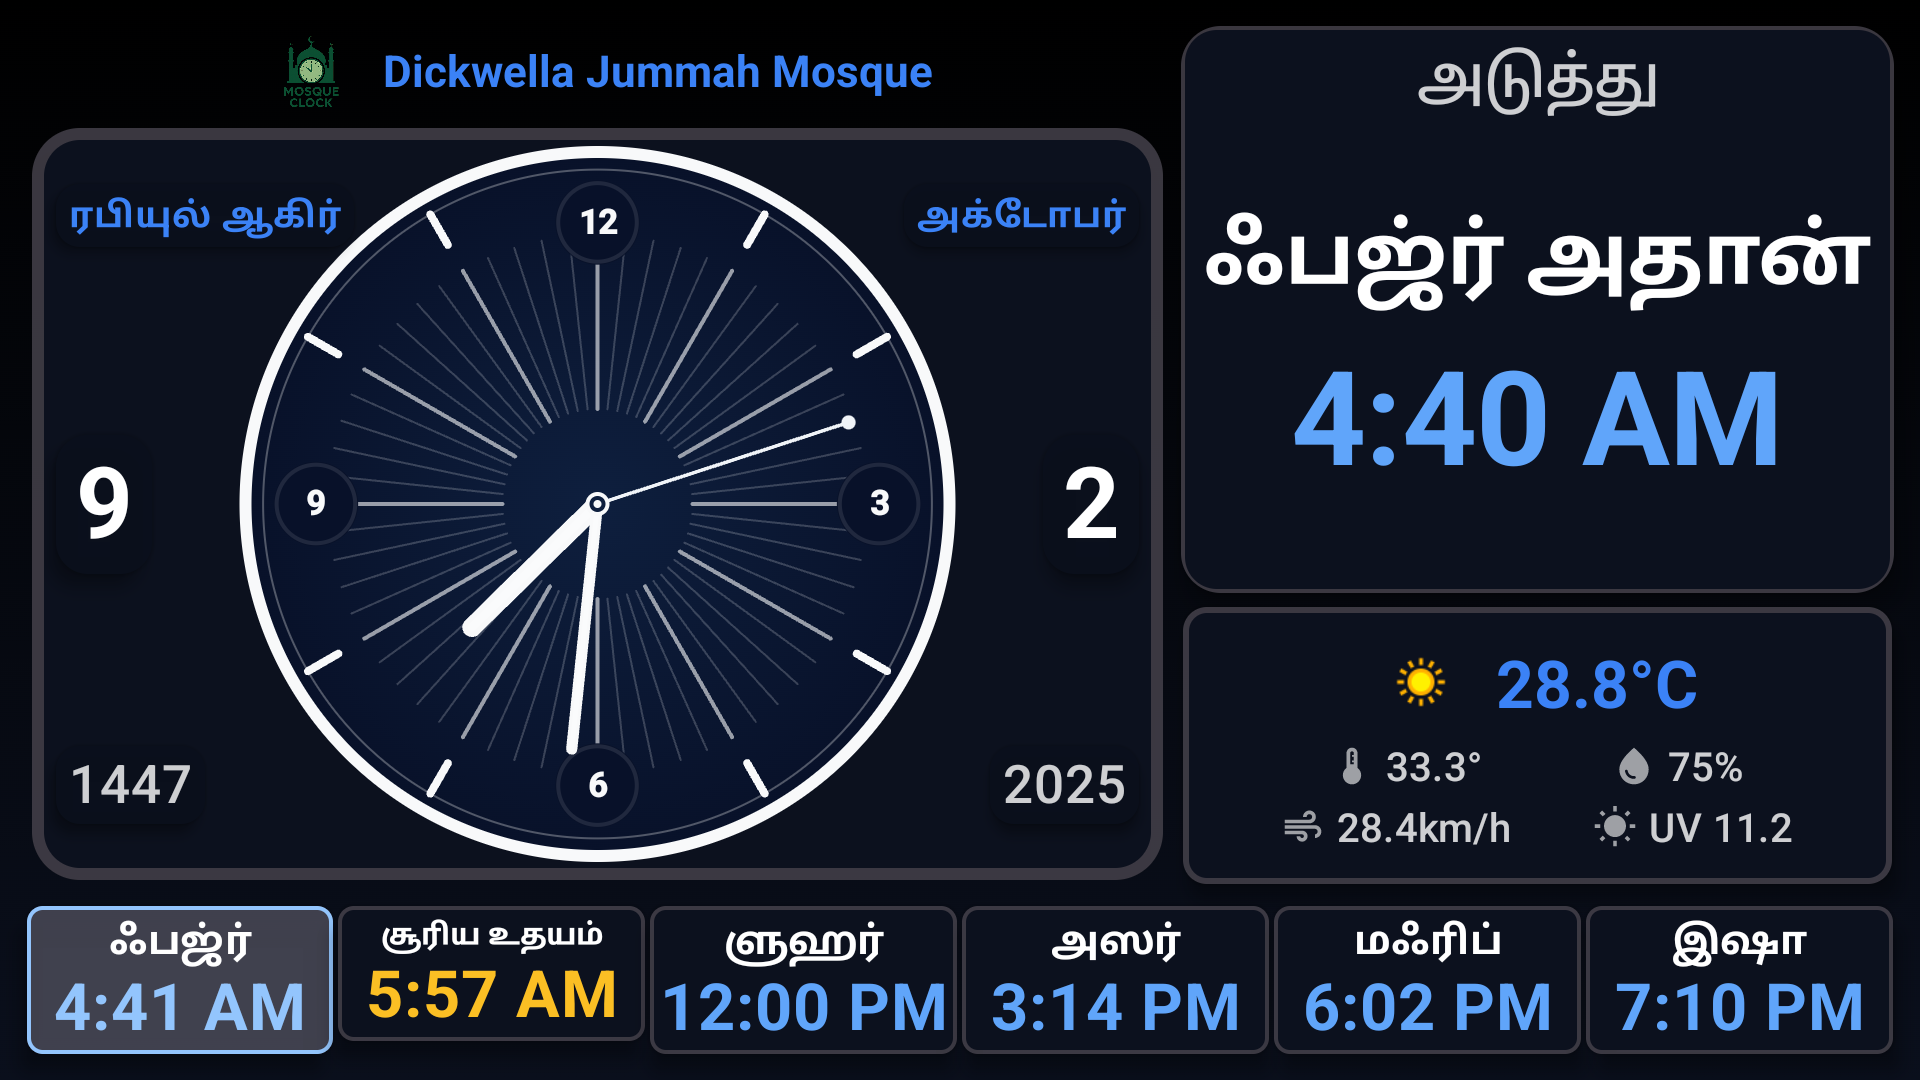 MOSQUE
CLOCK
Dickwella Jummah Mosque
ரபியுல் ஆகிர்
அக்டோபர்
12
9
3
6
9
2
1447
2025
அடுத்து
ஃபஜ்ர் அதான்
4:40 AM
28.8°C
33.3°
75%
28.4km/h
UV 11.2
ஃபஜ்ர்
4:41 AM
சூரிய உதயம்
5:57 AM
ளுஹர்
12:00 PM
அஸர்
3:14 PM
மஃரிப்
6:02 PM
இஷா
7:10 PM